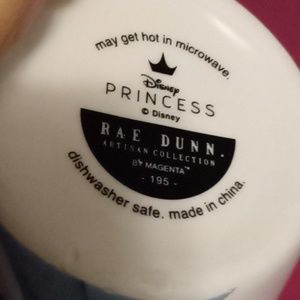 may get hot in microwave.
Disney
PRINCESS
© Disney
RAE DUNN.
ARTISAN COLLECTION
BY MAGENTA™
- 195 -
dishwasher safe. made in china.